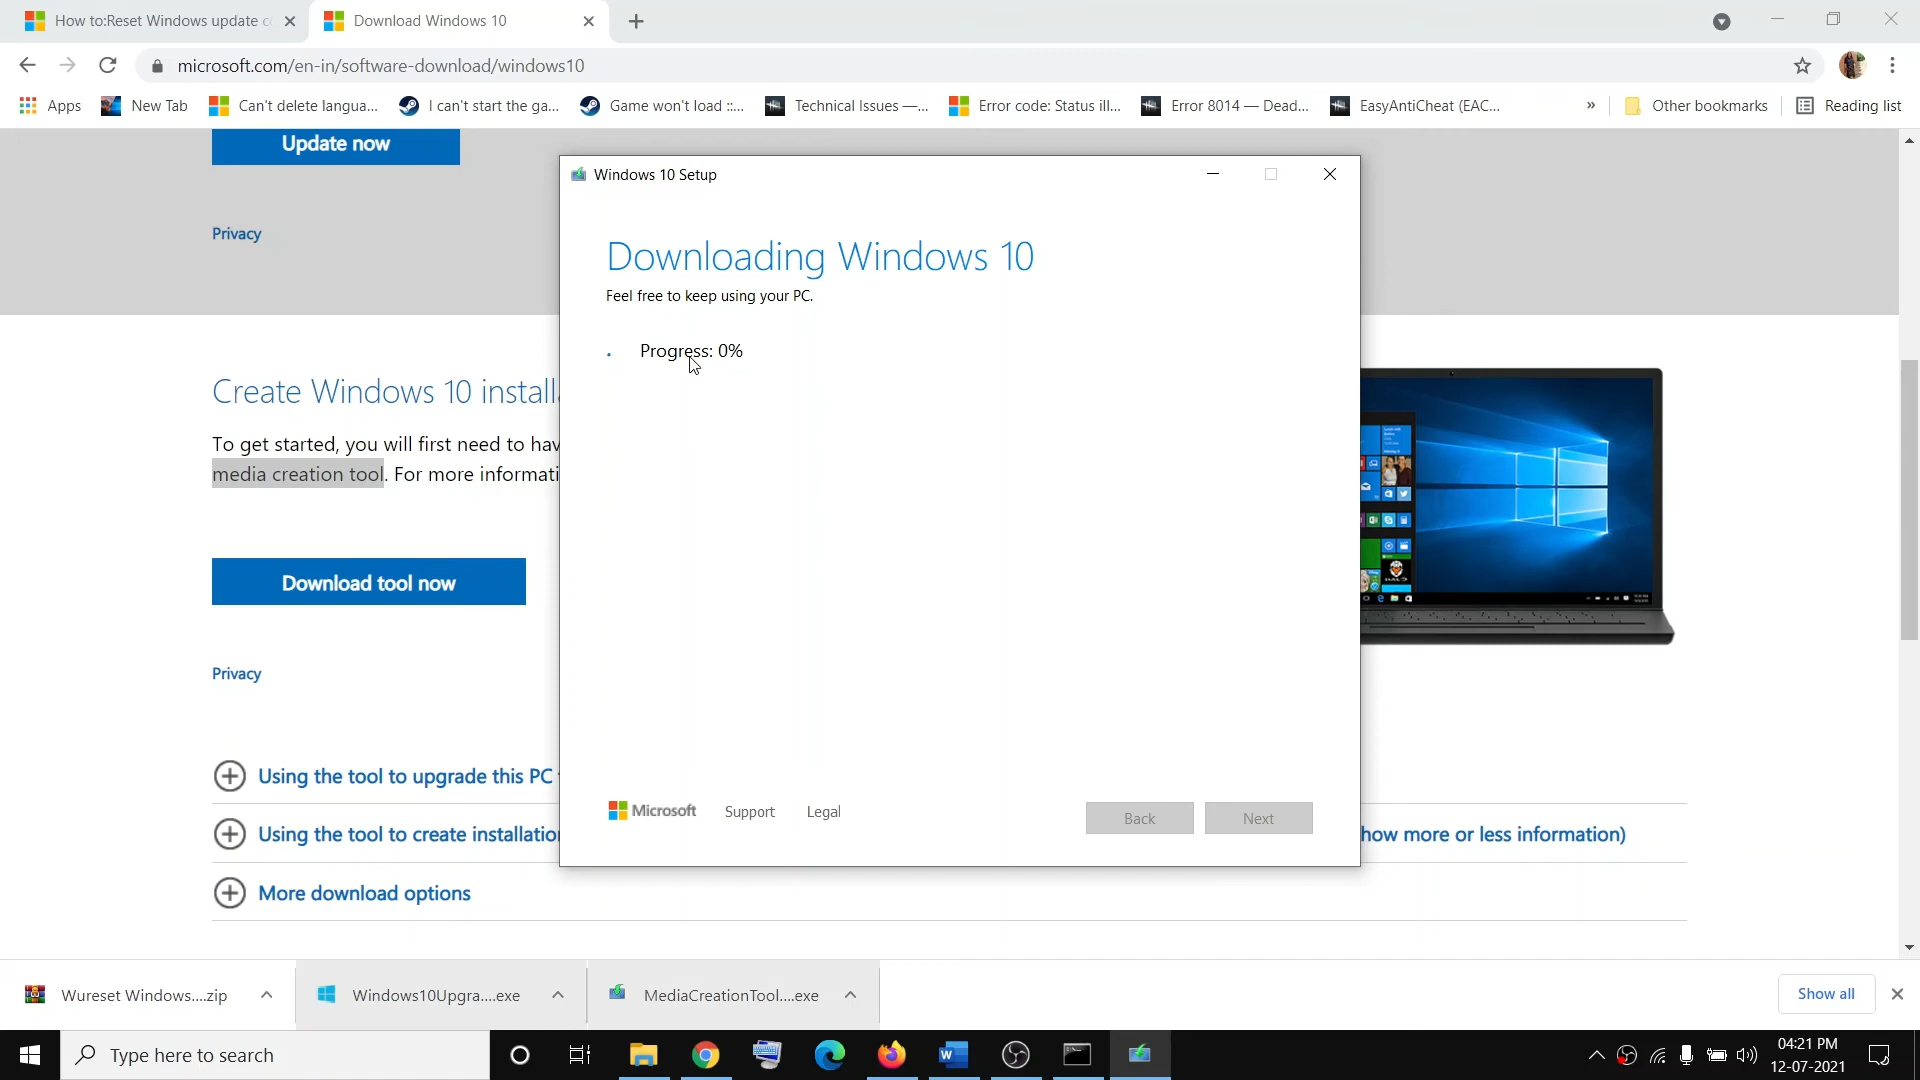 How to:Reset Windows update c
Download Windows 10
microsoft.com/en-in/software-download/windows10
Apps
New Tab
Can't delete langua...
I can't start the ga...
Game won't load ::...
Technical Issues —...
Error code: Status ill...
Error 8014 — Dead...
EasyAntiCheat (EAC...
»
Other bookmarks
Reading list
Update now
Privacy
Windows 10 Setup
Downloading Windows 10
Feel free to keep using your PC.
Progress: 0%
Create Windows 10 install
To get started, you will first need to hav
media creation tool. For more informati
Download tool now
Privacy
Using the tool to upgrade this PC
Using the tool to create installation
how more or less information)
More download options
Microsoft
Support
Legal
Back
Next
Wureset Windows....zip
Windows10Upgra....exe
MediaCreationTool....exe
Show all
Type here to search
04:21 PM
12-07-2021